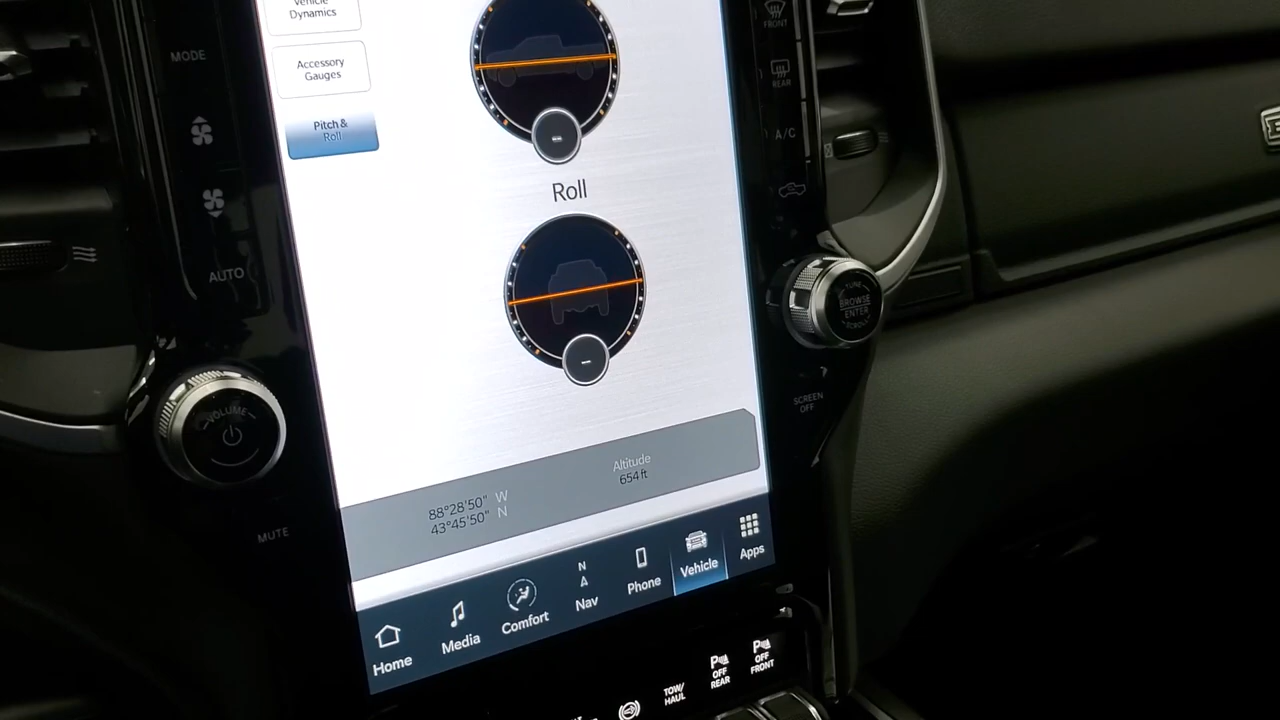 Vehicle
Dynamics
Accessory
Gauges
Pitch &
Roll
Roll
MODE
AUTO
VOLUME
MUTE
FRONT
REAR
A/C
TUNE
BROWSE
ENTER
SCROLL
SCREEN
OFF
Altitude
654 ft
88°28'50" W
43°45'50" N
Home
Media
Comfort
N
Nav
Phone
Vehicle
Apps
TOW/
HAUL
P
OFF
REAR
P
OFF
FRONT